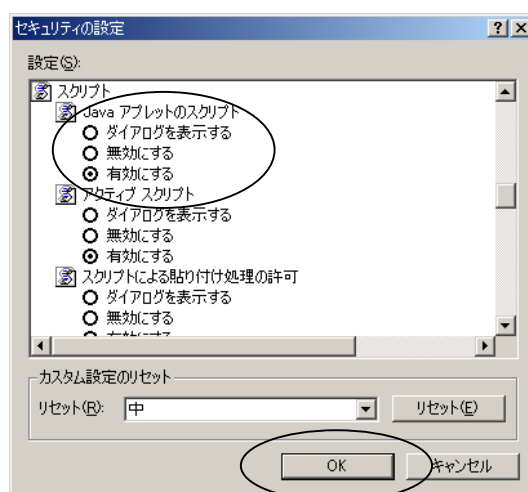 セキュリティの設定
設定(S):
スクリプト
Java アプレットのスクリプト
ダイアログを表示する
無効にする
有効にする
アクティブ スクリプト
ダイアログを表示する
無効にする
有効にする
スクリプトによる貼り付け処理の許可
ダイアログを表示する
無効にする
カスタム設定のリセット
リセット(R): 中 リセット(E)
OK キャンセル